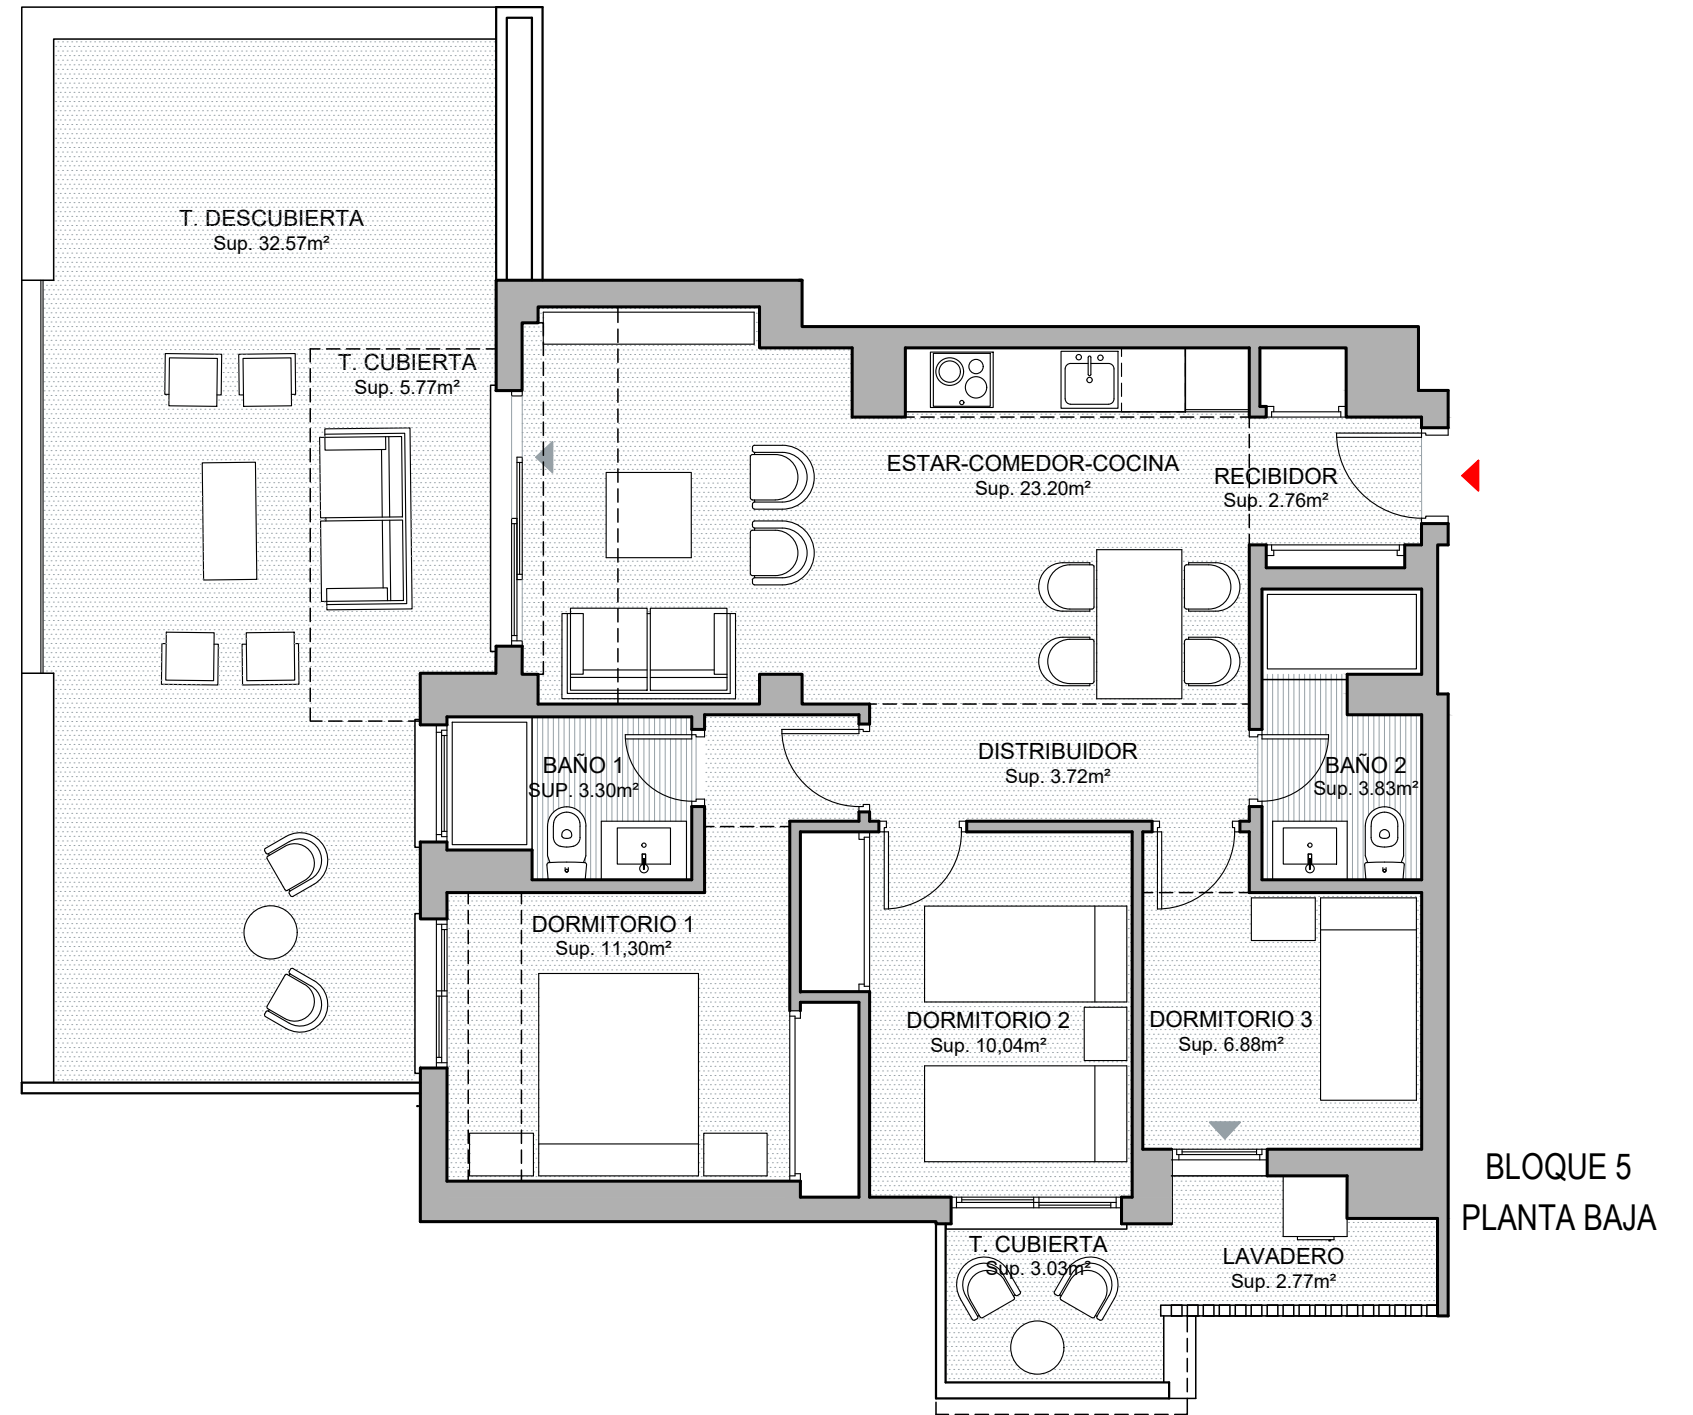 T. DESCUBIERTA
Sup. 32.57m²
T. CUBIERTA
Sup. 5.77m²
ESTAR-COMEDOR-COCINA
Sup. 23.20m²
RECIBIDOR
Sup. 2.76m²
DISTRIBUIDOR
Sup. 3.72m²
BAÑO 1
SUP. 3.30m²
BAÑO 2
Sup. 3.83m²
DORMITORIO 1
Sup. 11,30m²
DORMITORIO 2
Sup. 10,04m²
DORMITORIO 3
Sup. 6.88m²
T. CUBIERTA
Sup. 3.03m²
LAVADERO
Sup. 2.77m²
BLOQUE 5
PLANTA BAJA